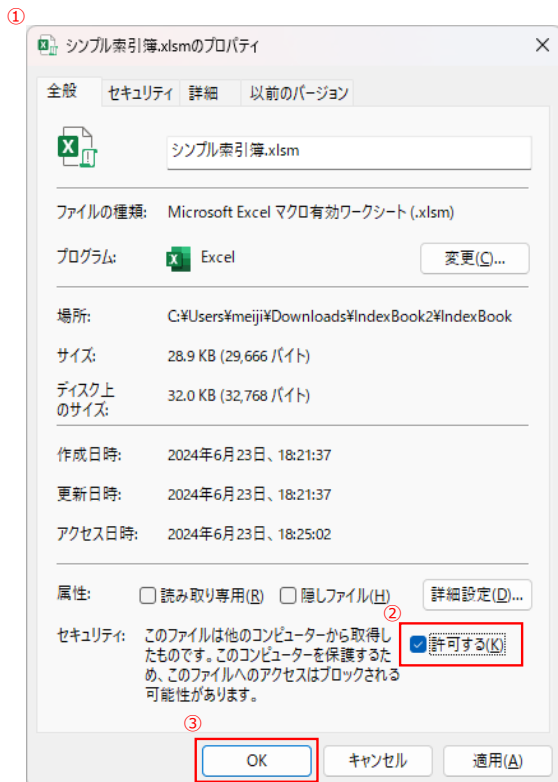 ①
シンプル索引簿.xlsmのプロパティ
全般 セキュリティ 詳細 以前のバージョン
シンプル索引簿.xlsm
ファイルの種類: Microsoft Excel マクロ有効ワークシート (.xlsm)
プログラム: Excel 変更(C)...
場所: C:¥Users¥meiji¥Downloads¥IndexBook2¥IndexBook
サイズ: 28.9 KB (29,666 バイト)
ディスク上
のサイズ: 32.0 KB (32,768 バイト)
作成日時: 2024年6月23日、18:21:37
更新日時: 2024年6月23日、18:21:37
アクセス日時: 2024年6月23日、18:25:02
属性: 読み取り専用(R) 隠しファイル(H) 詳細設定(D)...
②
セキュリティ: このファイルは他のコンピューターから取得し 許可する(K)
たものです。このコンピューターを保護するた
め、このファイルへのアクセスはブロックされる
可能性があります。
③
OK キャンセル 適用(A)